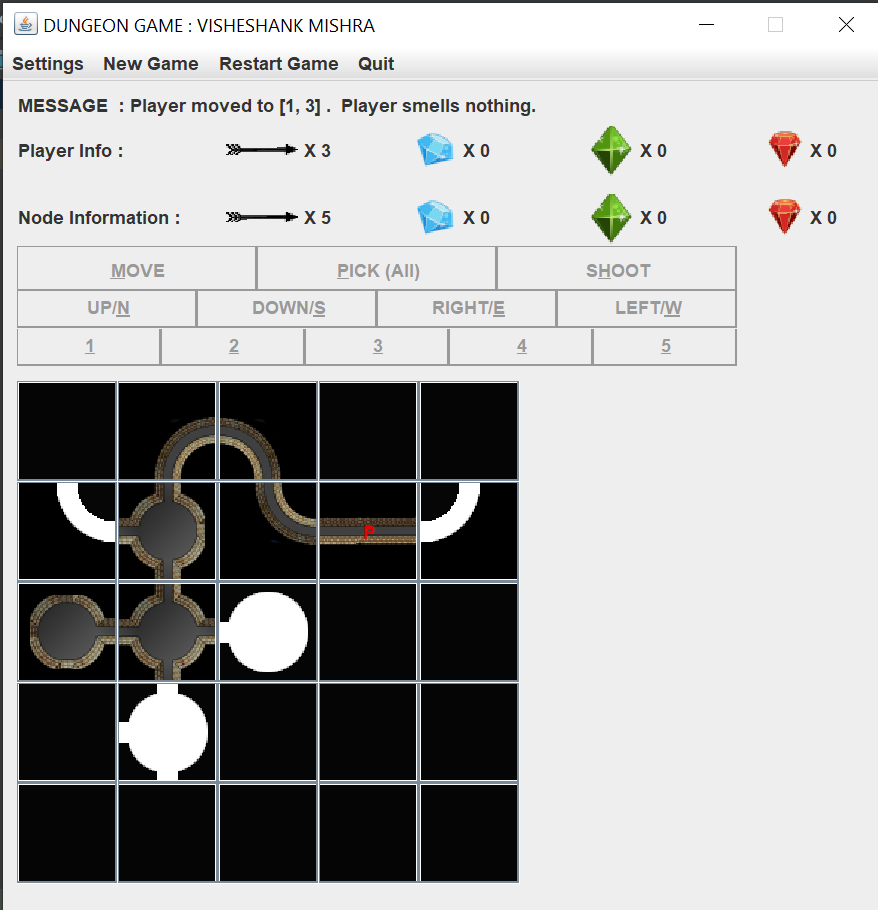 DUNGEON GAME : VISHESHANK MISHRA
Settings New Game Restart Game Quit
MESSAGE : Player moved to [1, 3] . Player smells nothing.
Player Info : X 3 X 0 X 0 X 0
Node Information : X 5 X 0 X 0 X 0
MOVE PICK (All) SHOOT
UP/N DOWN/S RIGHT/E LEFT/W
1 2 3 4 5
P